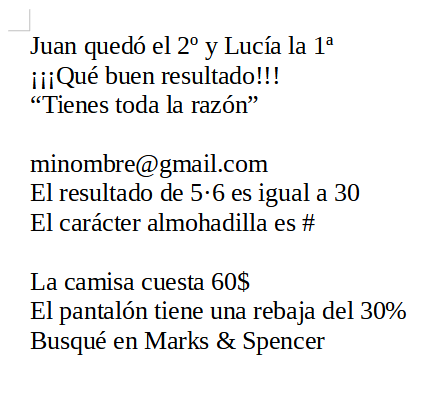 Juan quedó el 2º y Lucía la 1ª
¡¡¡Qué buen resultado!!!
“Tienes toda la razón”
minombre@gmail.com
El resultado de 5·6 es igual a 30
El carácter almohadilla es #
La camisa cuesta 60$
El pantalón tiene una rebaja del 30%
Busqué en Marks & Spencer